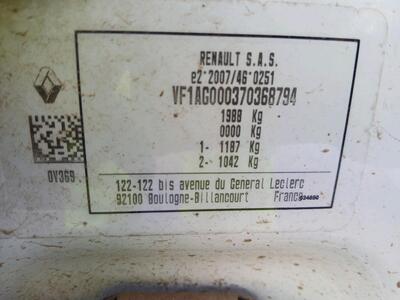 RENAULT S.A.S.
e2*2007/46*0251
VF1AG000370368794
1988 Kg
0000 Kg
1- 1187 Kg
2- 1042 Kg
0V369
122-122 bis avenue du General Leclerc
92100 Boulogne-Billancourt France